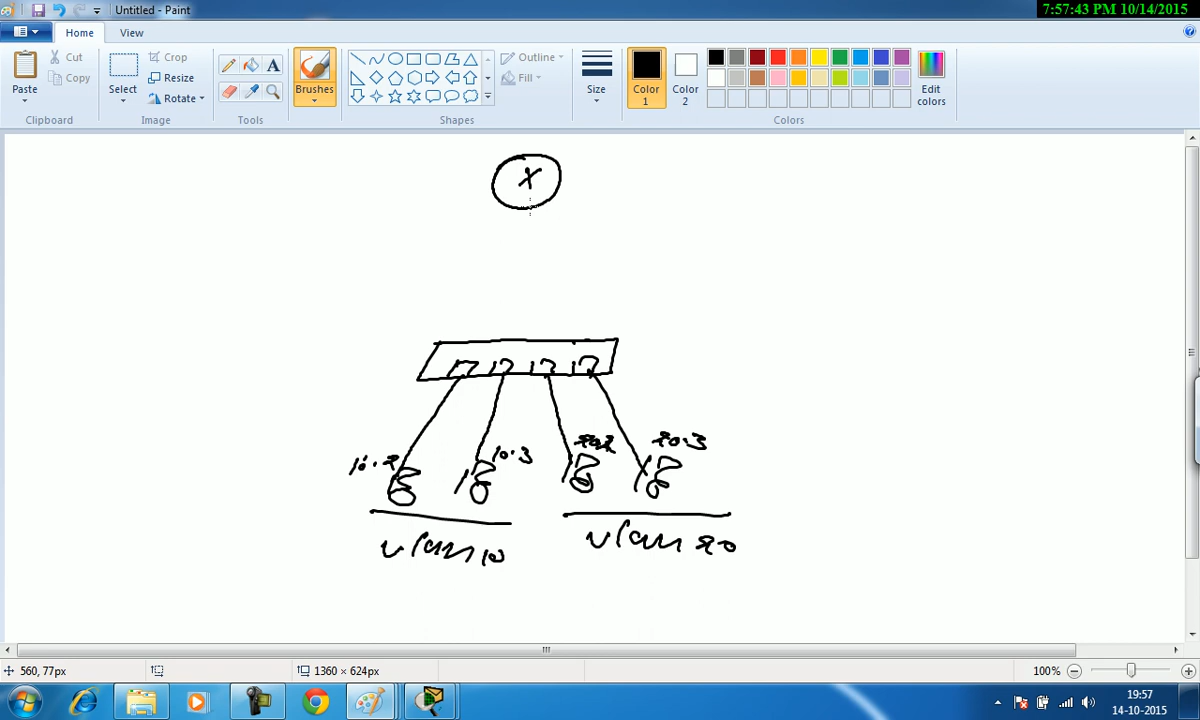 Untitled - Paint
7:57:43 PM 10/14/2015
Home View
Cut
Copy
Paste
Clipboard
Select
Crop
Resize
Rotate
Image
A
Tools
Brushes
Outline
Fill
Shapes
Size
Color 1
Color 2
Edit colors
Colors
X
10.2 10.3 20.2 20.3
vlan 10 vlan 20
560, 77px
1360 × 624px
100%
19:57
14-10-2015